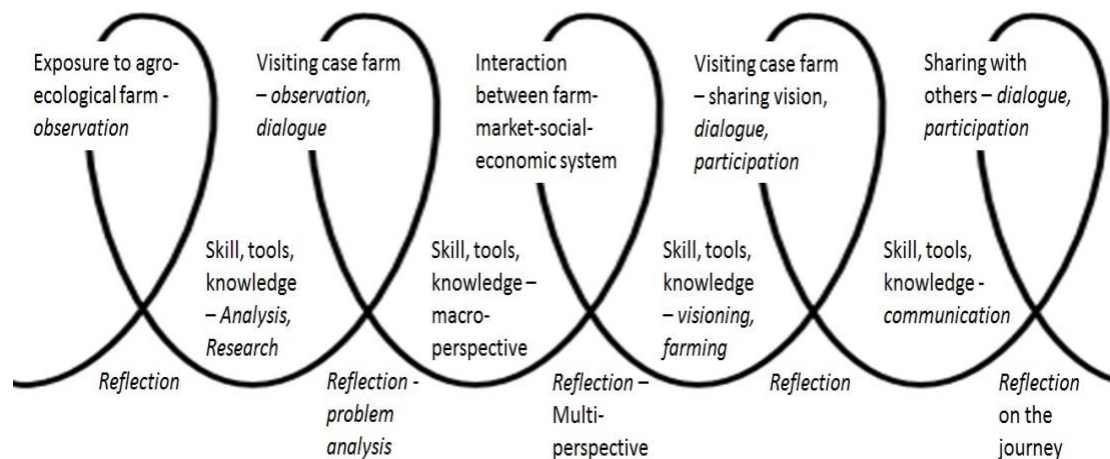 Exposure to agro-
ecological farm -
observation
Visiting case farm
– observation,
dialogue
Interaction
between farm-
market-social-
economic system
Visiting case farm
– sharing vision,
dialogue,
participation
Sharing with
others – dialogue,
participation
Skill, tools,
knowledge
– Analysis,
Research
Skill, tools,
knowledge –
macro-
perspective
Skill, tools,
knowledge
– visioning,
farming
Skill, tools,
knowledge -
communication
Reflection
Reflection -
problem
analysis
Reflection –
Multi-
perspective
Reflection
Reflection
on the
journey